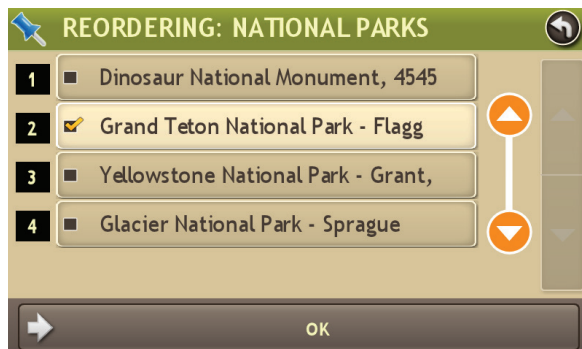 REORDERING: NATIONAL PARKS
1 Dinosaur National Monument, 4545
2 Grand Teton National Park - Flagg
3 Yellowstone National Park - Grant,
4 Glacier National Park - Sprague
OK